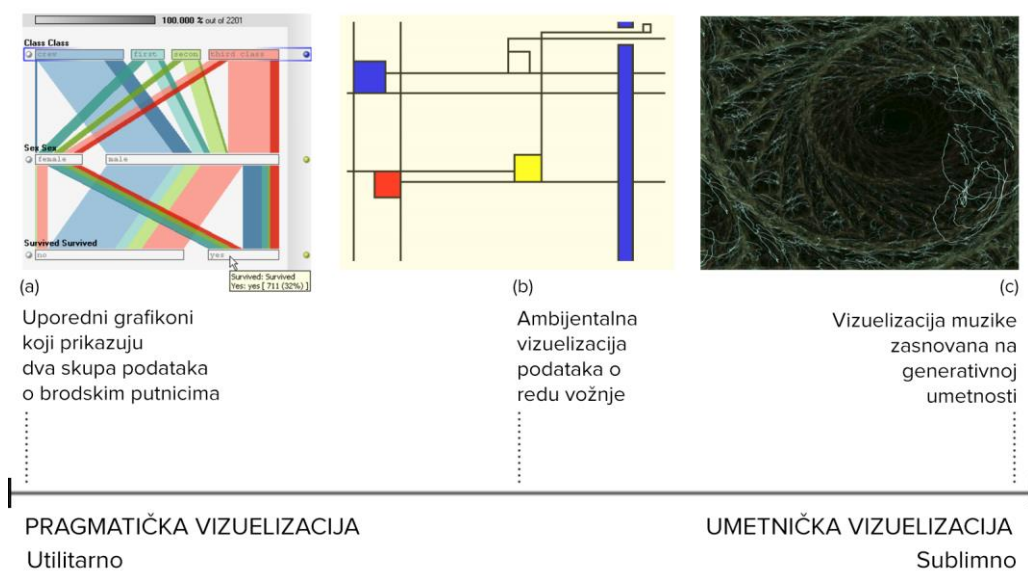 100.000 % out of 2201
Class Class
crew first secon third class
Sex Sex
female male
Survived Survived
no yes
Survived: Survived
Yes: yes [ 711 (32%) ]
(a) (b) (c)
Uporedni grafikoni
koji prikazuju
dva skupa podataka
o brodskim putnicima
Ambijentalna
vizuelizacija
podataka o
redu vožnje
Vizuelizacija muzike
zasnovana na
generativnoj
umetnosti
PRAGMATIČKA VIZUELIZACIJA
Utilitarno
UMETNIČKA VIZUELIZACIJA
Sublimno